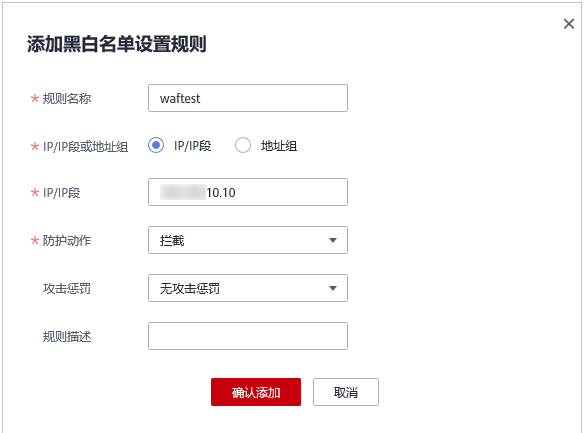 添加黑白名单设置规则
* 规则名称 waftest
* IP/IP段或地址组 IP/IP段 地址组
* IP/IP段 10.10
* 防护动作 拦截
攻击惩罚 无攻击惩罚
规则描述
确认添加 取消